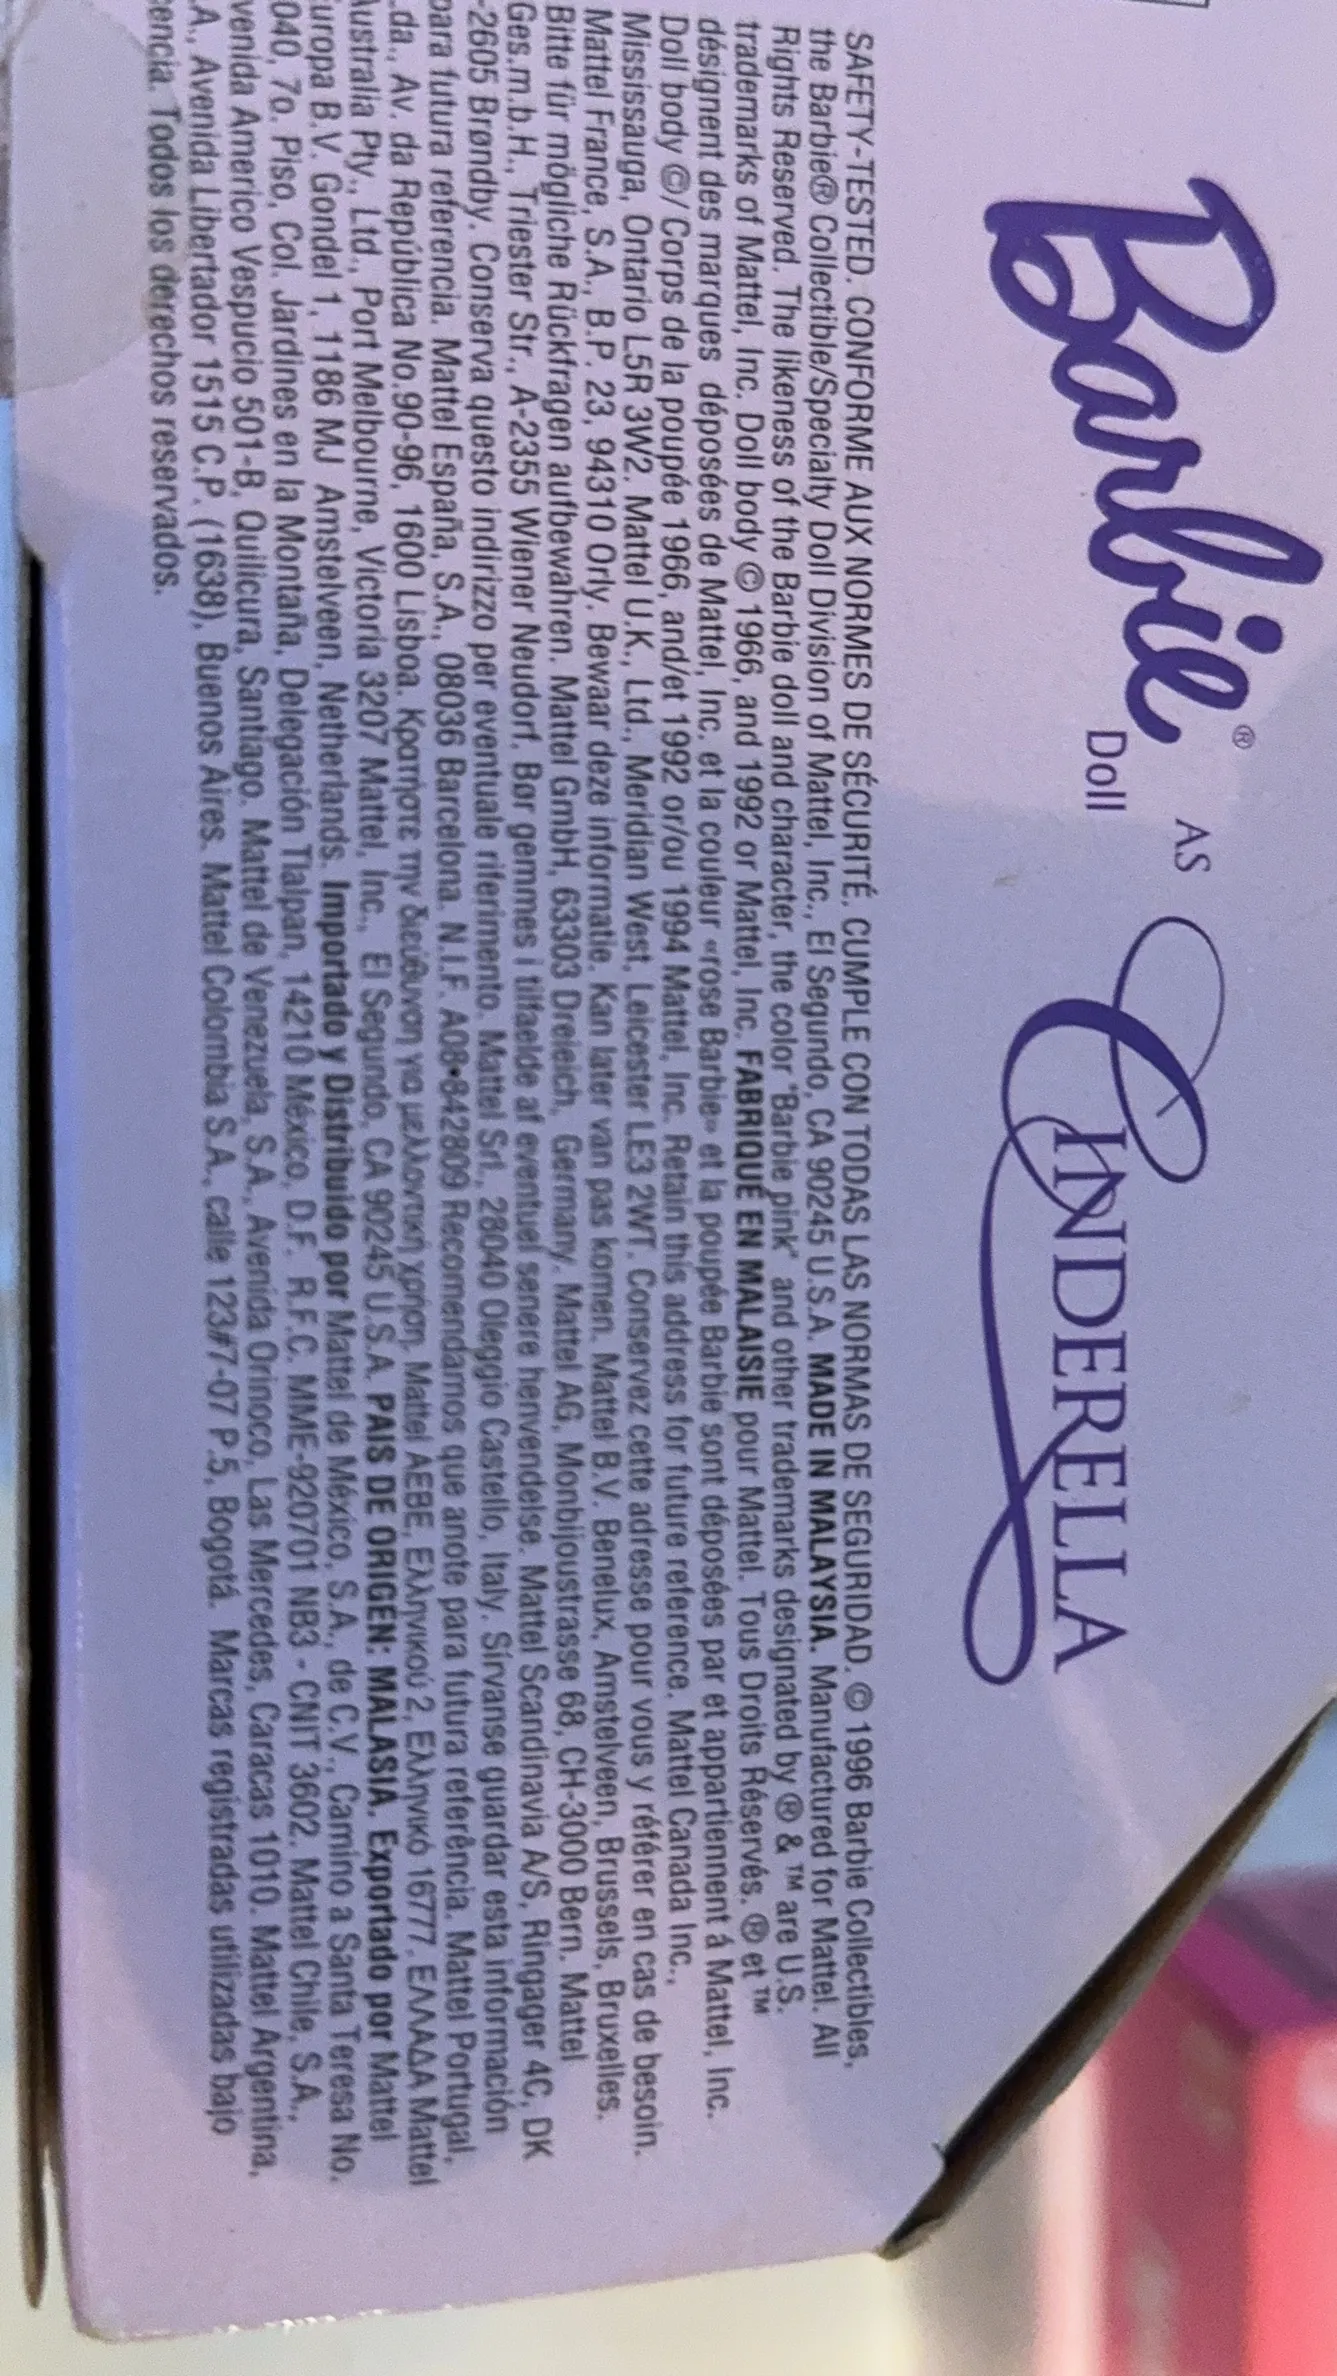 Barbie® Doll AS CINDERELLA
SAFETY-TESTED. CONFORME AUX NORMES DE SÉCURITÉ. CUMPLE CON TODAS LAS NORMAS DE SEGURIDAD. © 1996 Barbie Collectibles,
the Barbie® Collectible/Specialty Doll Division of Mattel, Inc., El Segundo, CA 90245 U.S.A. MADE IN MALAYSIA. Manufactured for Mattel. All
Rights Reserved. The likeness of the Barbie doll and character, the color "Barbie pink" and other trademarks designated by ® & ™ are U.S.
trademarks of Mattel, Inc. Doll body © 1966, and 1992 or Mattel, Inc. FABRIQUÉ EN MALAISIE pour Mattel. Tous Droits Réservés. ® et ™
désignent des marques déposées de Mattel, Inc. et la couleur «rose Barbie» et la poupée Barbie sont déposées par et appartiennent á Mattel, Inc.
Doll body ©/Corps de la poupée 1966, and/et 1992 or/ou 1994 Mattel, Inc. Retain this address for future reference. Mattel Canada Inc.,
Mississauga, Ontario L5R 3W2. Mattel U.K., Ltd., Meridian West, Leicester LE3 2WT. Conservez cette adresse pour vous y référer en cas de besoin.
Mattel France, S.A., B.P. 23, 94310 Orly. Bewaar deze informatie. Kan later van pas komen. Mattel B.V. Benelux, Amstelveen, Brussels, Bruxelles.
Bitte für mögliche Rückfragen aufbewahren. Mattel GmbH, 63303 Dreieich, Germany. Mattel AG, Monbijoustrasse 68, CH-3000 Bern. Mattel
Ges.m.b.H., Triester Str., A-2355 Wiener Neudorf. Bør gemmes i tilfaelde af eventuel senere henvendelse. Mattel Scandinavia A/S, Ringager 4C, DK
-2605 Brøndby. Conserva questo indirizzo per eventuale riferimento. Mattel Srl., 28040 Oleggio Castello, Italy. Sírvanse guardar esta información
para futura referencia. Mattel España, S.A., 08036 Barcelona. N.I.F. A08•842809 Recomendamos que anote para futura referência. Mattel Portugal,
Lda., Av. da República No.90-96, 1600 Lisboa. Κρατήστε την διεύθυνση για μελλοντική χρήση. Mattel AEBE, Ελληνικού 2, Ελληνικό 16777, ΕΛΛΑΔΑ Mattel
Australia Pty., Ltd., Port Melbourne, Victoria 3207 Mattel, Inc., El Segundo, CA 90245 U.S.A. PAIS DE ORIGEN: MALASIA. Exportado por Mattel
Europa B.V. Gondel 1, 1186 MJ Amstelveen, Netherlands. Importado y Distribuido por Mattel de México, S.A., de C.V., Camino a Santa Teresa No.
040, 7o. Piso, Col. Jardines en la Montaña, Delegación Tlalpan, 14210 México, D.F. R.F.C. MME-920701 NB3 - CNIT 3602. Mattel Chile, S.A.,
venida Americo Vespucio 501-B, Quilicura, Santiago. Mattel de Venezuela, S.A., Avenida Orinoco, Las Mercedes, Caracas 1010. Mattel Argentina,
.A., Avenida Libertador 1515 C.P. (1638), Buenos Aires. Mattel Colombia S.A., calle 123#7-07 P.5, Bogotá. Marcas registradas utilizadas bajo
cencia. Todos los derechos reservados.